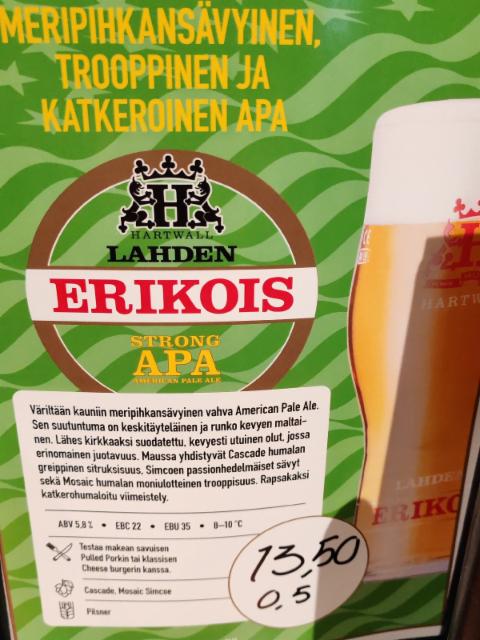 MERIPIHKANSÄVYINEN,
TROOPPINEN JA
KATKEROINEN APA
H
HARTWALL
LAHDEN
ERIKOIS
STRONG
APA
AMERICAN PALE ALE
Väriltään kauniin meripihkansävyinen vahva American Pale Ale.
Sen suutuntuma on keskitäyteläinen ja runko kevyen maltai-
nen. Lähes kirkkaaksi suodatettu, kevyesti utuinen olut, jossa
erinomainen juotavuus. Maussa yhdistyvät Cascade humalan
greippinen sitruksisuus, Simcoen passionhedelmäiset sävyt
sekä Mosaic humalan moniulotteinen trooppisuus. Rapsakaksi
katkerohumaloitu viimeistely.
ABV 5,8 % • EBC 22 • EBU 35 • 8–10 °C
Testaa makean savuisen
Pulled Porkin tai klassisen
Cheese burgerin kanssa.
Cascade, Mosaic Simcoe
Pilsner
13,50
0,5
H
HARTW
LAHDEN
ERIKOIS